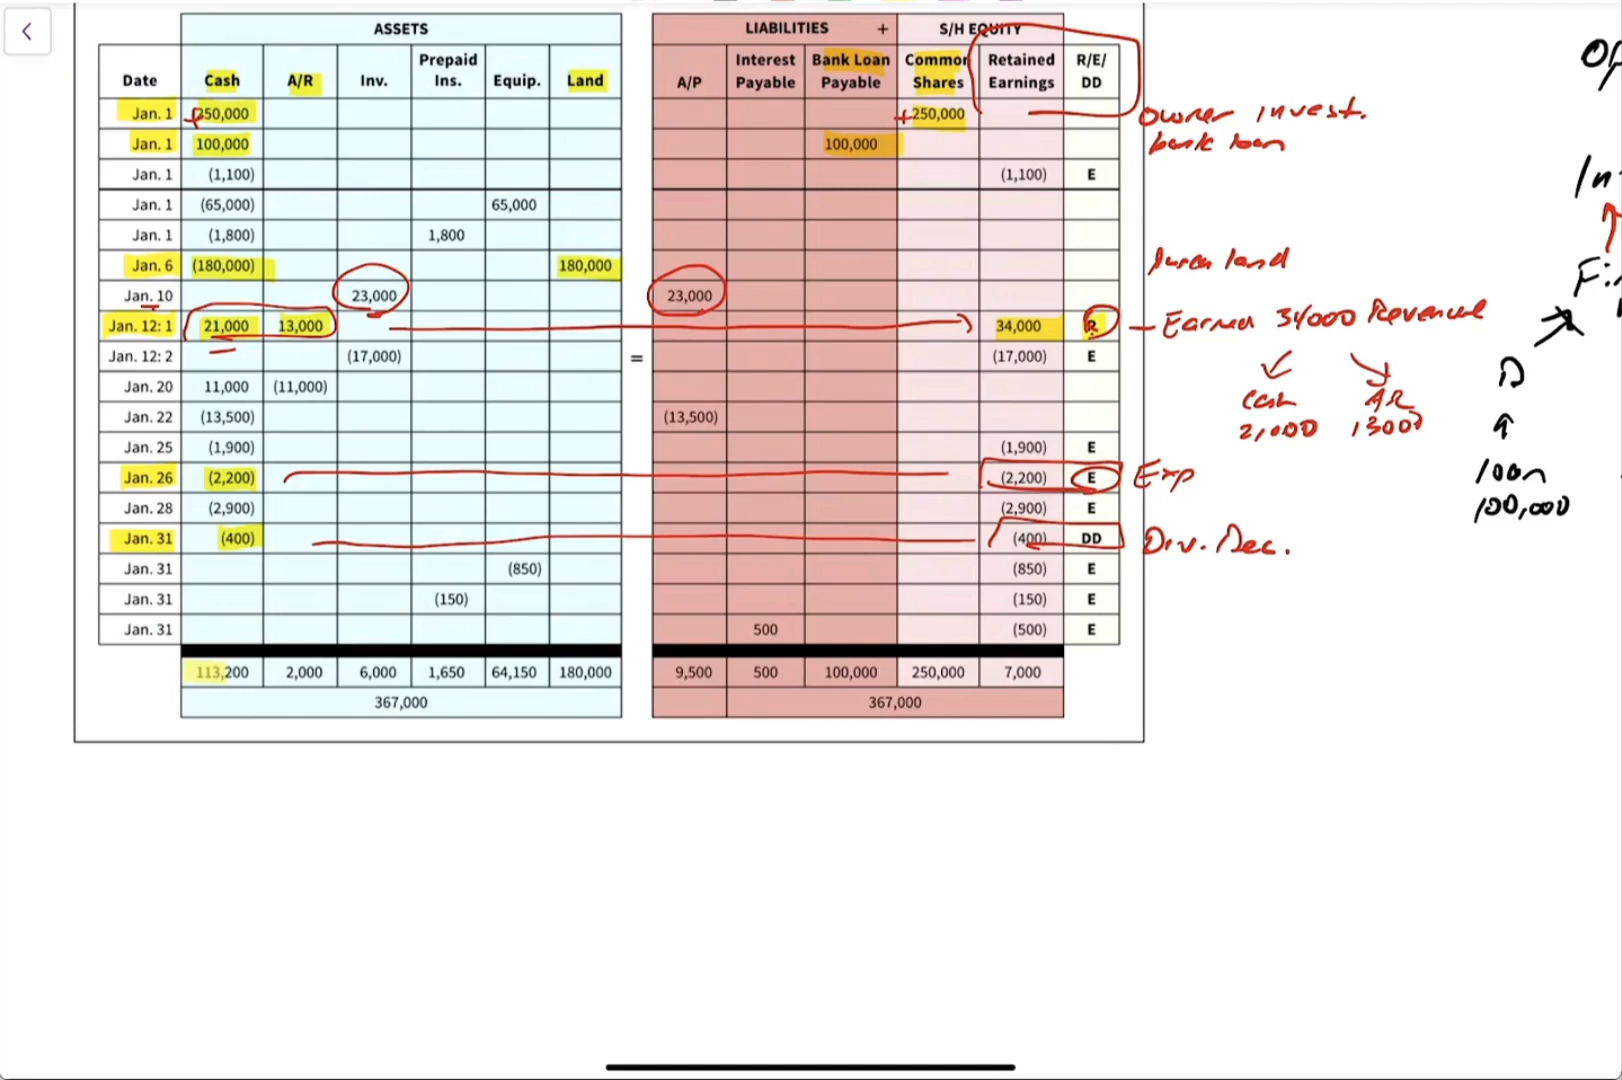 ASSETS LIABILITIES + S/H EQUITY
Date Cash A/R Inv. Prepaid Ins. Equip. Land A/P Interest Payable Bank Loan Payable Common Shares Retained Earnings R/E/ DD
Jan. 1 +250,000 +250,000 owner invest.
Jan. 1 100,000 100,000 bank loan
Jan. 1 (1,100) (1,100) E
Jan. 1 (65,000) 65,000
Jan. 1 (1,800) 1,800
Jan. 6 (180,000) 180,000 land
Jan. 10 23,000 23,000
Jan. 12: 1 21,000 13,000 34,000 R – Earned 34000 Revenue
Jan. 12: 2 (17,000) = (17,000) E
Jan. 20 11,000 (11,000)
Cash AR
Jan. 22 (13,500) (13,500)
21,000 13000
Jan. 25 (1,900) (1,900) E
Jan. 26 (2,200) (2,200) E Exp
loan
Jan. 28 (2,900) (2,900) E
100,000
Jan. 31 (400) (400) DD Div. Dec.
Jan. 31 (850) (850) E
Jan. 31 (150) (150) E
Jan. 31 500 (500) E
113,200 2,000 6,000 1,650 64,150 180,000 9,500 500 100,000 250,000 7,000
367,000 367,000